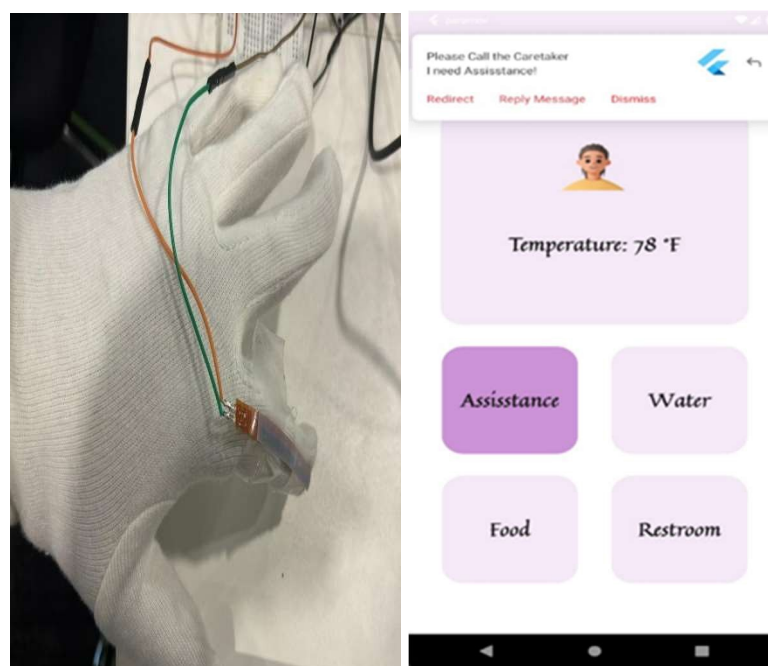 Please Call the Caretaker
I need Assisstance!
Redirect Reply Message Dismiss
Temperature: 78 °F
Assisstance Water
Food Restroom